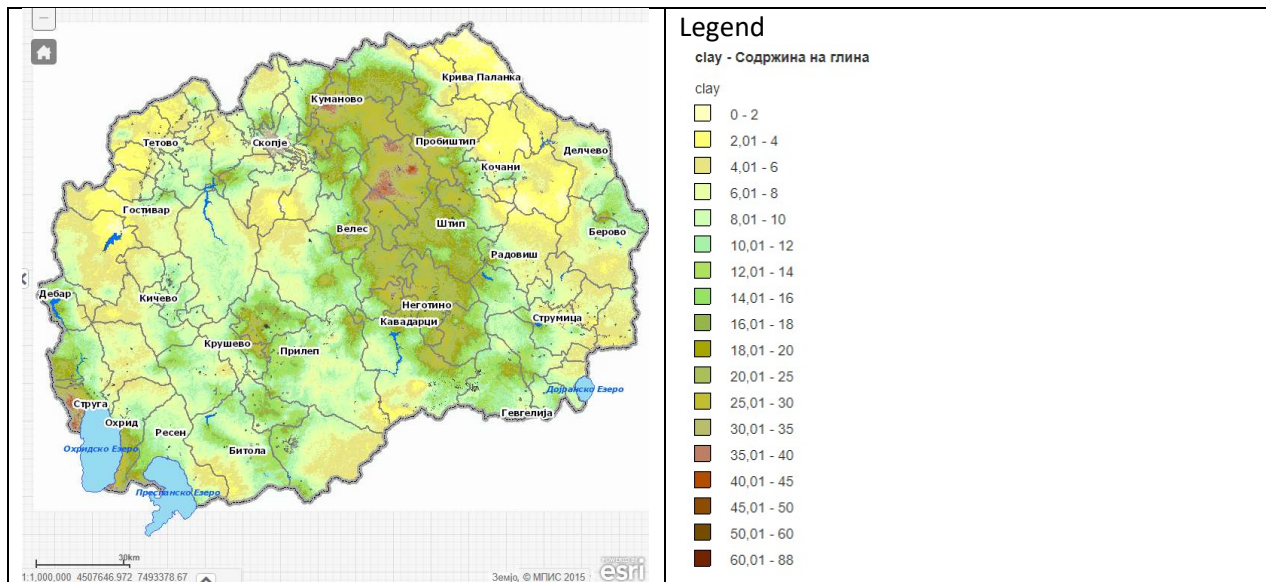 Крива Паланка
Куманово
Тетово
Скопје
Пробиштип
Делчево
Кочани
Гостивар
Велес
Штип
Берово
Радовиш
Дебар
Кичево
Неготино
Кавадарци
Струмица
Крушево
Прилеп
Дојранско Езеро
Струга
Охрид
Ресен
Гевгелија
Охридско Езеро
Битола
Преспанско Езеро
30km
1:1,000,000 4507646.972 7493378.67
Земјо, © МПИС 2015
POWERED BY
esri
Legend
clay - Содржина на глина
clay
0 - 2
2,01 - 4
4,01 - 6
6,01 - 8
8,01 - 10
10,01 - 12
12,01 - 14
14,01 - 16
16,01 - 18
18,01 - 20
20,01 - 25
25,01 - 30
30,01 - 35
35,01 - 40
40,01 - 45
45,01 - 50
50,01 - 60
60,01 - 88